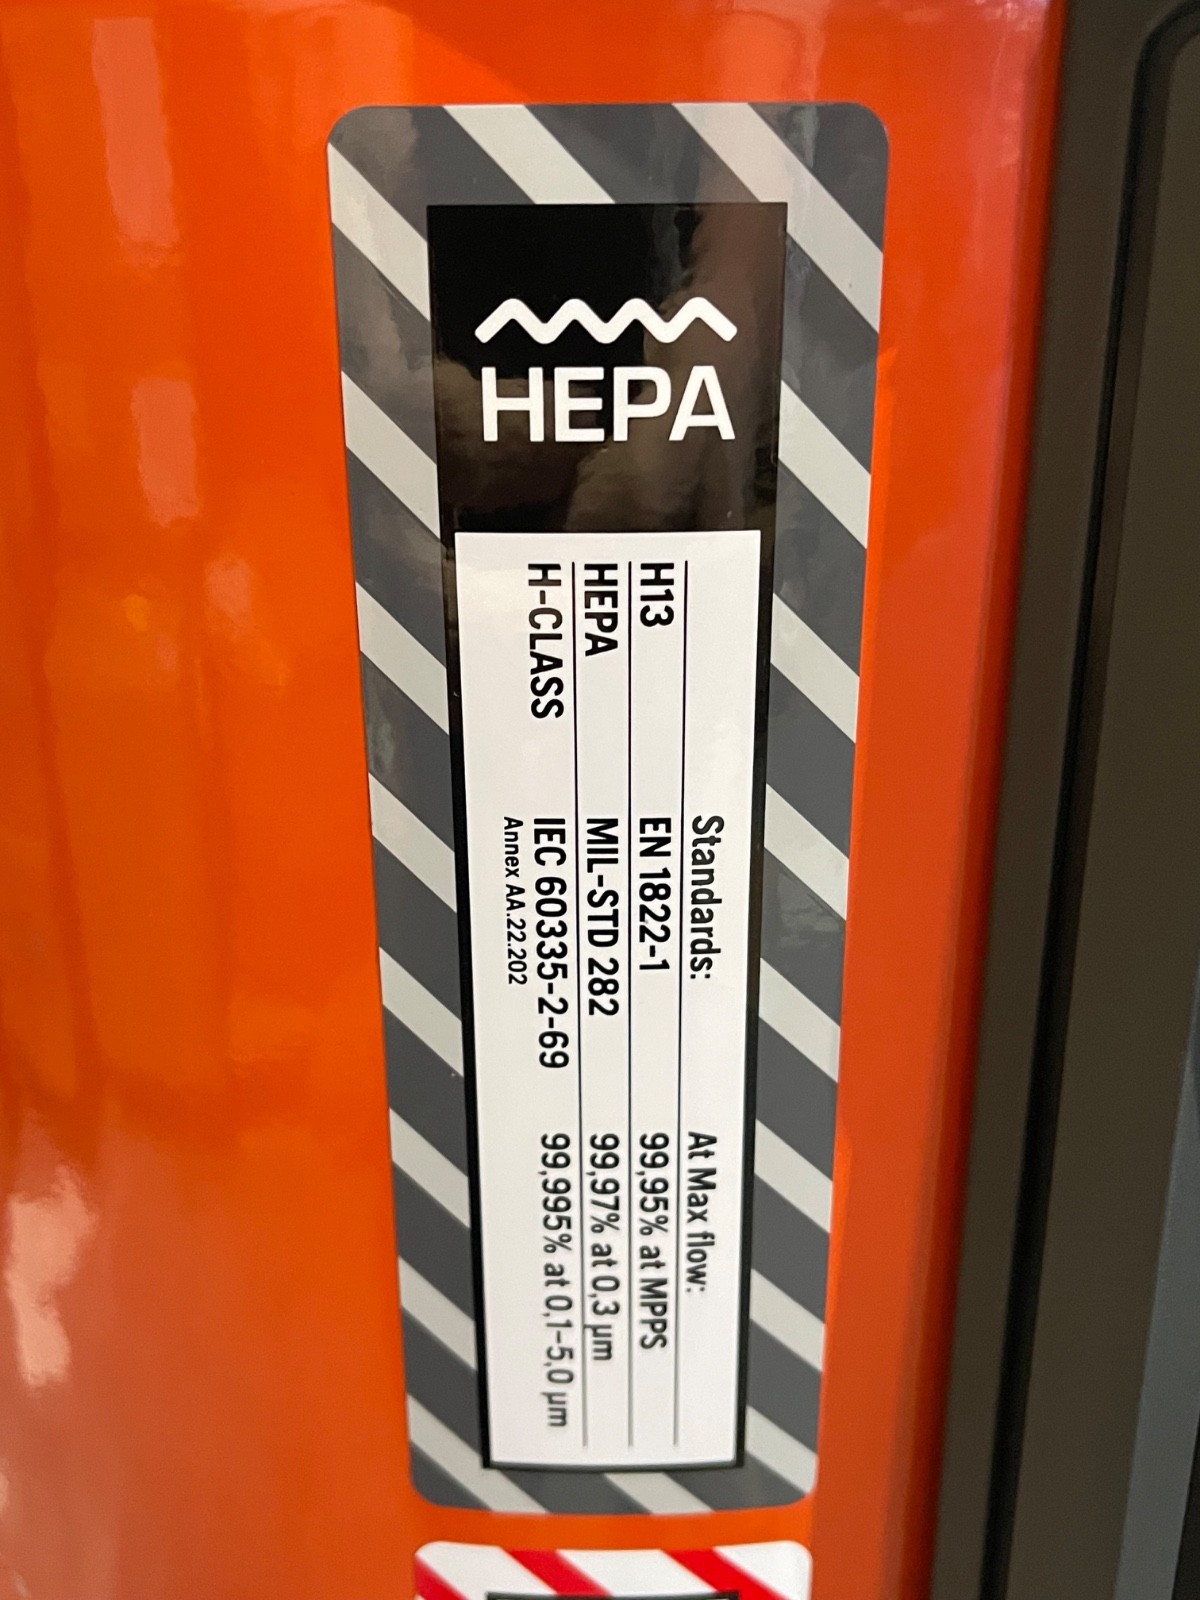 HEPA
Standards: At Max flow:
H13 EN 1822-1 99,95% at MPPS
HEPA MIL-STD 282 99,97% at 0,3 µm
H-CLASS IEC 60335-2-69 99,995% at 0,1-5,0 µm
Annex AA.22.202